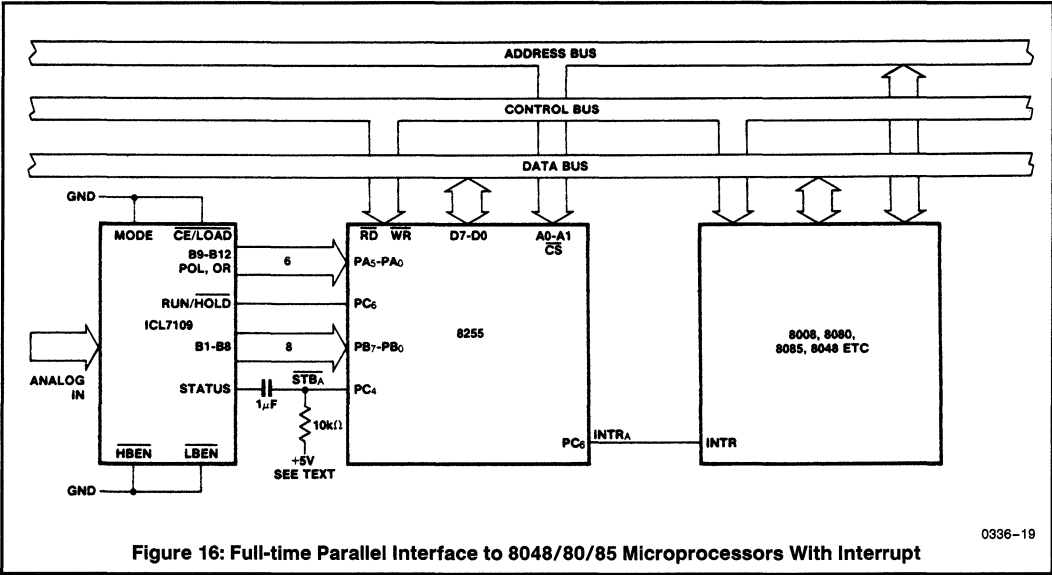 ADDRESS BUS
CONTROL BUS
DATA BUS
GND
MODE
CE/LOAD
B9-B12
POL, OR
6
RUN/HOLD
ICL7109
B1-B8
8
ANALOG
IN
STATUS
1μF
STBA
10kΩ
+5V
SEE TEXT
HBEN
LBEN
GND
RD
WR
D7-D0
A0-A1
CS
PA5-PA0
PC6
8255
PB7-PB0
PC4
PC6
INTRA
8008, 8080,
8085, 8048 ETC
INTR
0336-19
Figure 16: Full-time Parallel Interface to 8048/80/85 Microprocessors With Interrupt